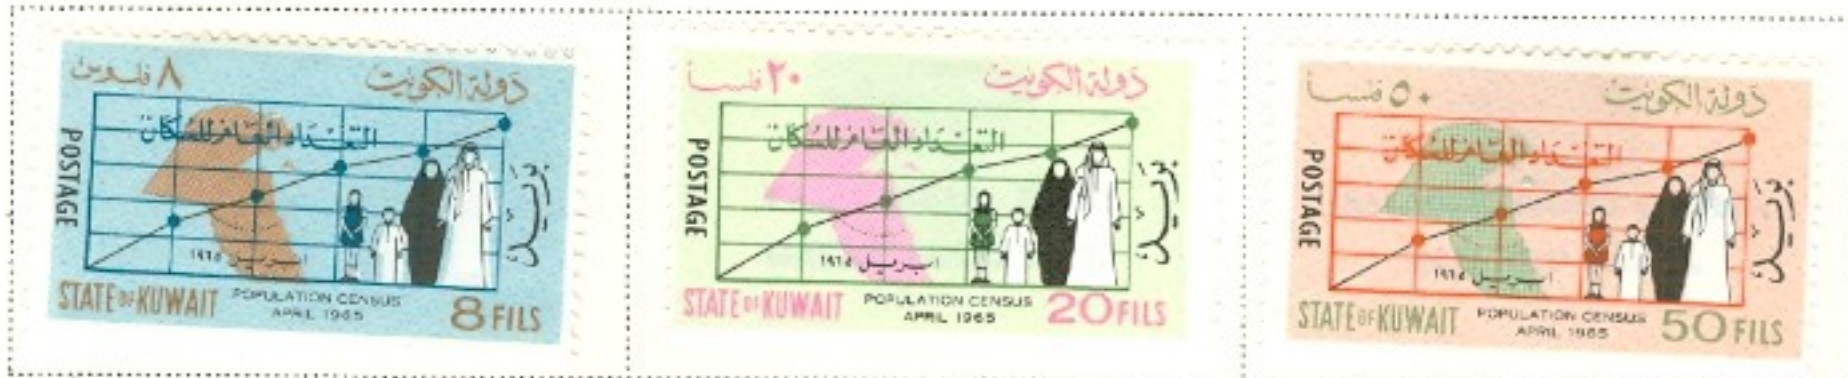 دولة الكويت ٨ فلوس
التعداد العام للسكان
POSTAGE
بريد
ابريل ١٩٦٥
STATE OF KUWAIT POPULATION CENSUS 8 FILS
APRIL 1965
دولة الكويت ٢٠ فلسا
التعداد العام للسكان
POSTAGE
بريد
ابريل ١٩٦٥
STATE OF KUWAIT POPULATION CENSUS 20 FILS
APRIL 1965
دولة الكويت ٥٠ فلسا
التعداد العام للسكان
POSTAGE
بريد
ابريل ١٩٦٥
STATE OF KUWAIT POPULATION CENSUS 50 FILS
APRIL 1965